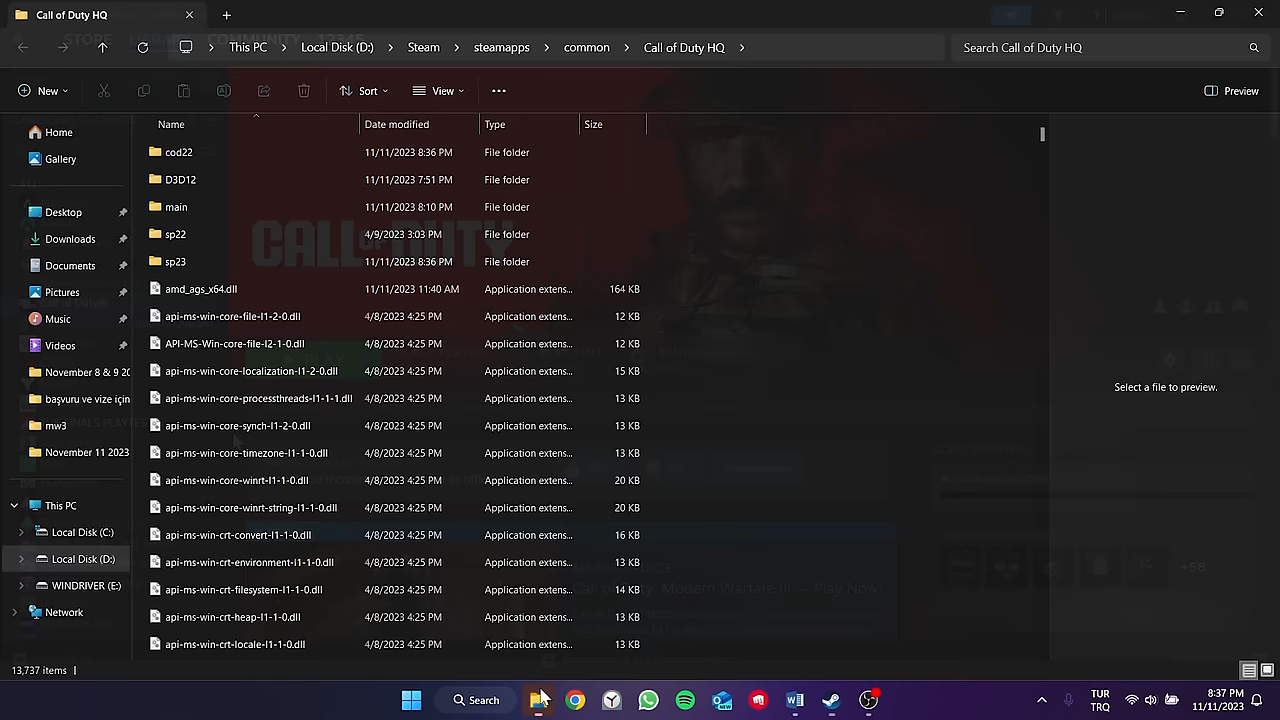 Call of Duty HQ
This PC > Local Disk (D:) > Steam > steamapps > common > Call of Duty HQ >
Search Call of Duty HQ
New
Sort
View
Preview
Name Date modified Type Size
Home
Gallery
Desktop
Downloads
Documents
Pictures
Music
Videos
November 8 & 9 20
başvuru ve vize için
mw3
November 11 2023
This PC
Local Disk (C:)
Local Disk (D:)
WINDRIVER (E:)
Network
cod22 11/11/2023 8:36 PM File folder
D3D12 11/11/2023 7:51 PM File folder
main 11/11/2023 8:10 PM File folder
sp22 4/9/2023 3:03 PM File folder
sp23 11/11/2023 8:36 PM File folder
amd_ags_x64.dll 11/11/2023 11:40 AM Application extens... 164 KB
api-ms-win-core-file-l1-2-0.dll 4/8/2023 4:25 PM Application extens... 12 KB
API-MS-Win-core-file-l2-1-0.dll 4/8/2023 4:25 PM Application extens... 12 KB
api-ms-win-core-localization-l1-2-0.dll 4/8/2023 4:25 PM Application extens... 15 KB
api-ms-win-core-processthreads-l1-1-1.dll 4/8/2023 4:25 PM Application extens... 13 KB
api-ms-win-core-synch-l1-2-0.dll 4/8/2023 4:25 PM Application extens... 13 KB
api-ms-win-core-timezone-l1-1-0.dll 4/8/2023 4:25 PM Application extens... 13 KB
api-ms-win-core-winrt-l1-1-0.dll 4/8/2023 4:25 PM Application extens... 20 KB
api-ms-win-core-winrt-string-l1-1-0.dll 4/8/2023 4:25 PM Application extens... 20 KB
api-ms-win-crt-convert-l1-1-0.dll 4/8/2023 4:25 PM Application extens... 16 KB
api-ms-win-crt-environment-l1-1-0.dll 4/8/2023 4:25 PM Application extens... 13 KB
api-ms-win-crt-filesystem-l1-1-0.dll 4/8/2023 4:25 PM Application extens... 14 KB
api-ms-win-crt-heap-l1-1-0.dll 4/8/2023 4:25 PM Application extens... 13 KB
api-ms-win-crt-locale-l1-1-0.dll 4/8/2023 4:25 PM Application extens... 13 KB
Select a file to preview.
STORE
COMMUNITY
CALL OF DUTY
PLAY
Call of Duty: Modern Warfare III — Play Now!
+58
13,737 items
Search
TUR
TRQ
8:37 PM
11/11/2023